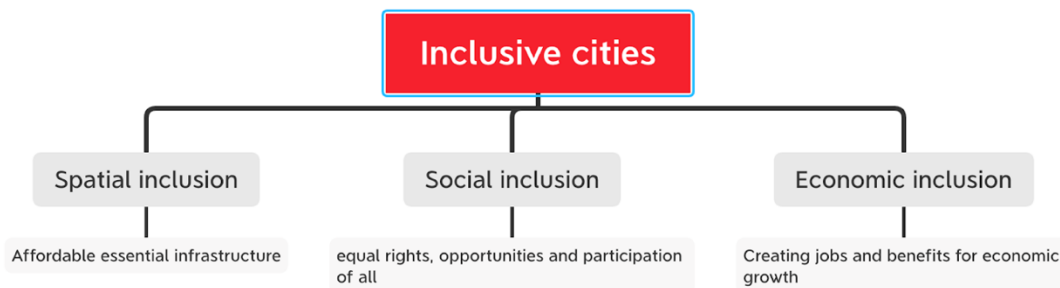 Inclusive cities
Spatial inclusion
Social inclusion
Economic inclusion
Affordable essential infrastructure
equal rights, opportunities and participation
of all
Creating jobs and benefits for economic
growth